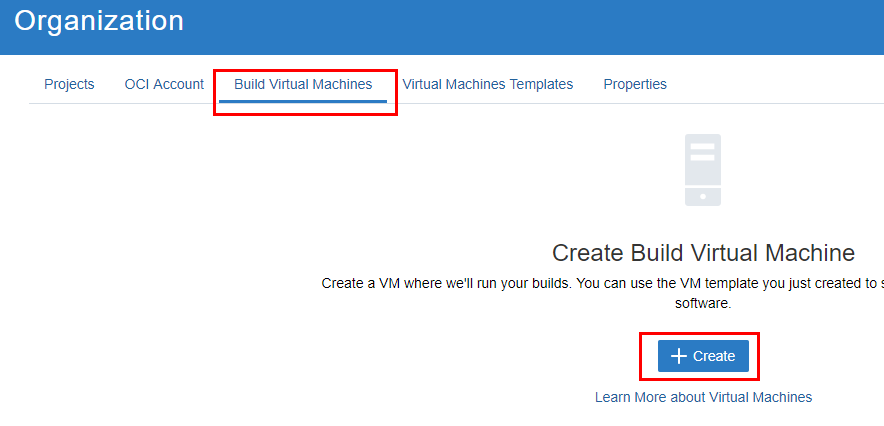 Organization
Projects OCI Account Build Virtual Machines Virtual Machines Templates Properties
Create Build Virtual Machine
Create a VM where we'll run your builds. You can use the VM template you just created to
software.
+ Create
Learn More about Virtual Machines